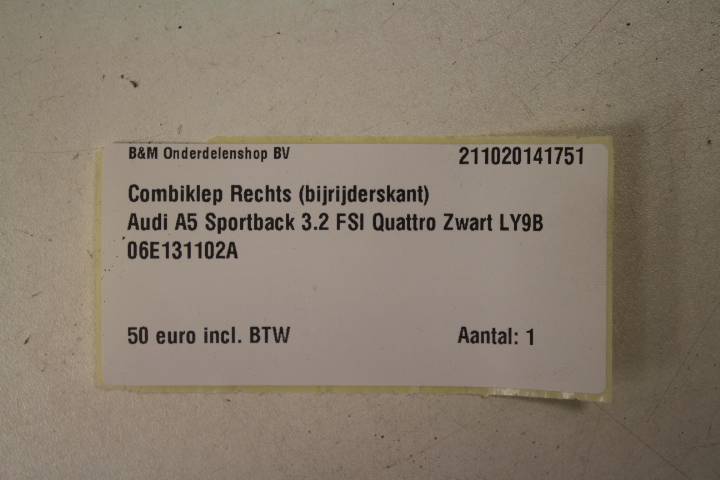 B&M Onderdelenshop BV 211020141751
Combiklep Rechts (bijrijderskant)
Audi A5 Sportback 3.2 FSI Quattro Zwart LY9B
06E131102A
50 euro incl. BTW Aantal: 1